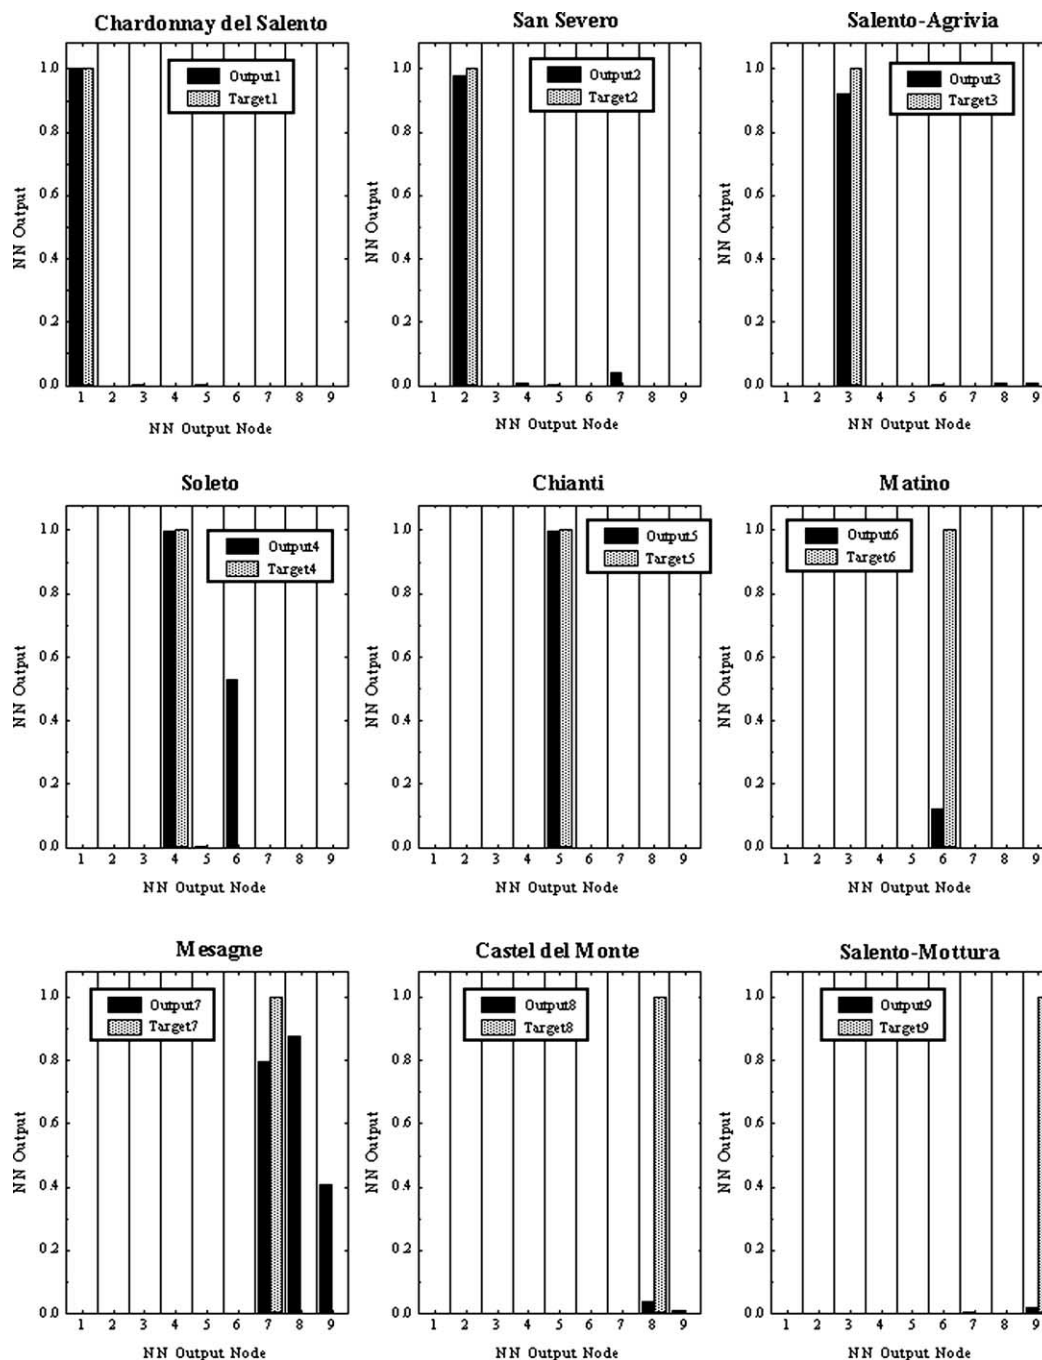 Chardonnay del Salento
Output1
Target1
1.0
0.8
0.6
0.4
0.2
0.0
NN Output
1 2 3 4 5 6 7 8 9
NN Output Node
San Severo
Output2
Target2
1.0
0.8
0.6
0.4
0.2
0.0
NN Output
1 2 3 4 5 6 7 8 9
NN Output Node
Salento-Agrivia
Output3
Target3
1.0
0.8
0.6
0.4
0.2
0.0
NN Output
1 2 3 4 5 6 7 8 9
NN Output Node
Soleto
Output4
Target4
1.0
0.8
0.6
0.4
0.2
0.0
NN Output
1 2 3 4 5 6 7 8 9
NN Output Node
Chianti
Output5
Target5
1.0
0.8
0.6
0.4
0.2
0.0
NN Output
1 2 3 4 5 6 7 8 9
NN Output Node
Matino
Output6
Target6
1.0
0.8
0.6
0.4
0.2
0.0
NN Output
1 2 3 4 5 6 7 8 9
NN Output Node
Mesagne
Output7
Target7
1.0
0.8
0.6
0.4
0.2
0.0
NN Output
1 2 3 4 5 6 7 8 9
NN Output Node
Castel del Monte
Output8
Target8
1.0
0.8
0.6
0.4
0.2
0.0
NN Output
1 2 3 4 5 6 7 8 9
NN Output Node
Salento-Mottura
Output9
Target9
1.0
0.8
0.6
0.4
0.2
0.0
NN Output
1 2 3 4 5 6 7 8 9
NN Output Node